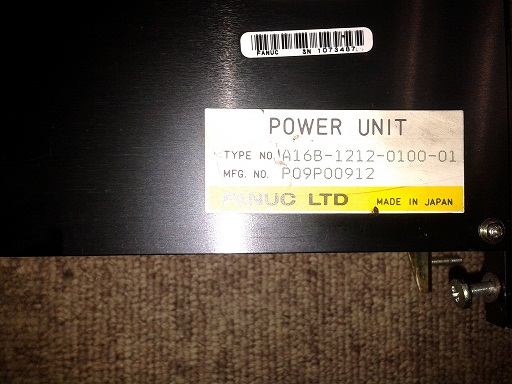 FANUC SN 1073487
POWER UNIT
TYPE NO. A16B-1212-0100-01
MFG. NO. P09P00912
FANUC LTD MADE IN JAPAN